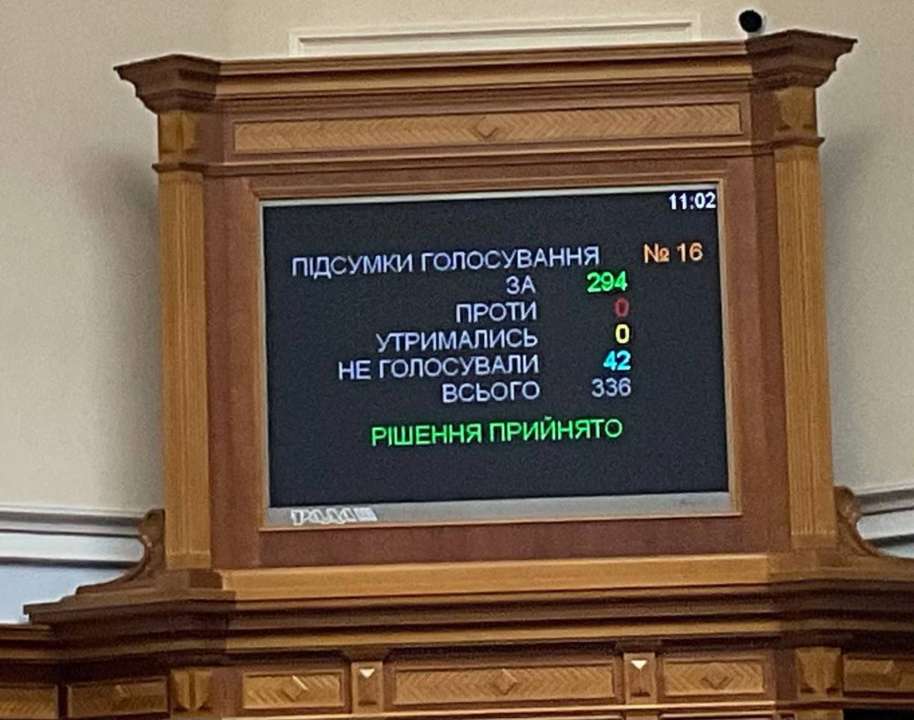 11:02
ПІДСУМКИ ГОЛОСУВАННЯ № 16
ЗА 294
ПРОТИ 0
УТРИМАЛИСЬ 0
НЕ ГОЛОСУВАЛИ 42
ВСЬОГО 336
РІШЕННЯ ПРИЙНЯТО